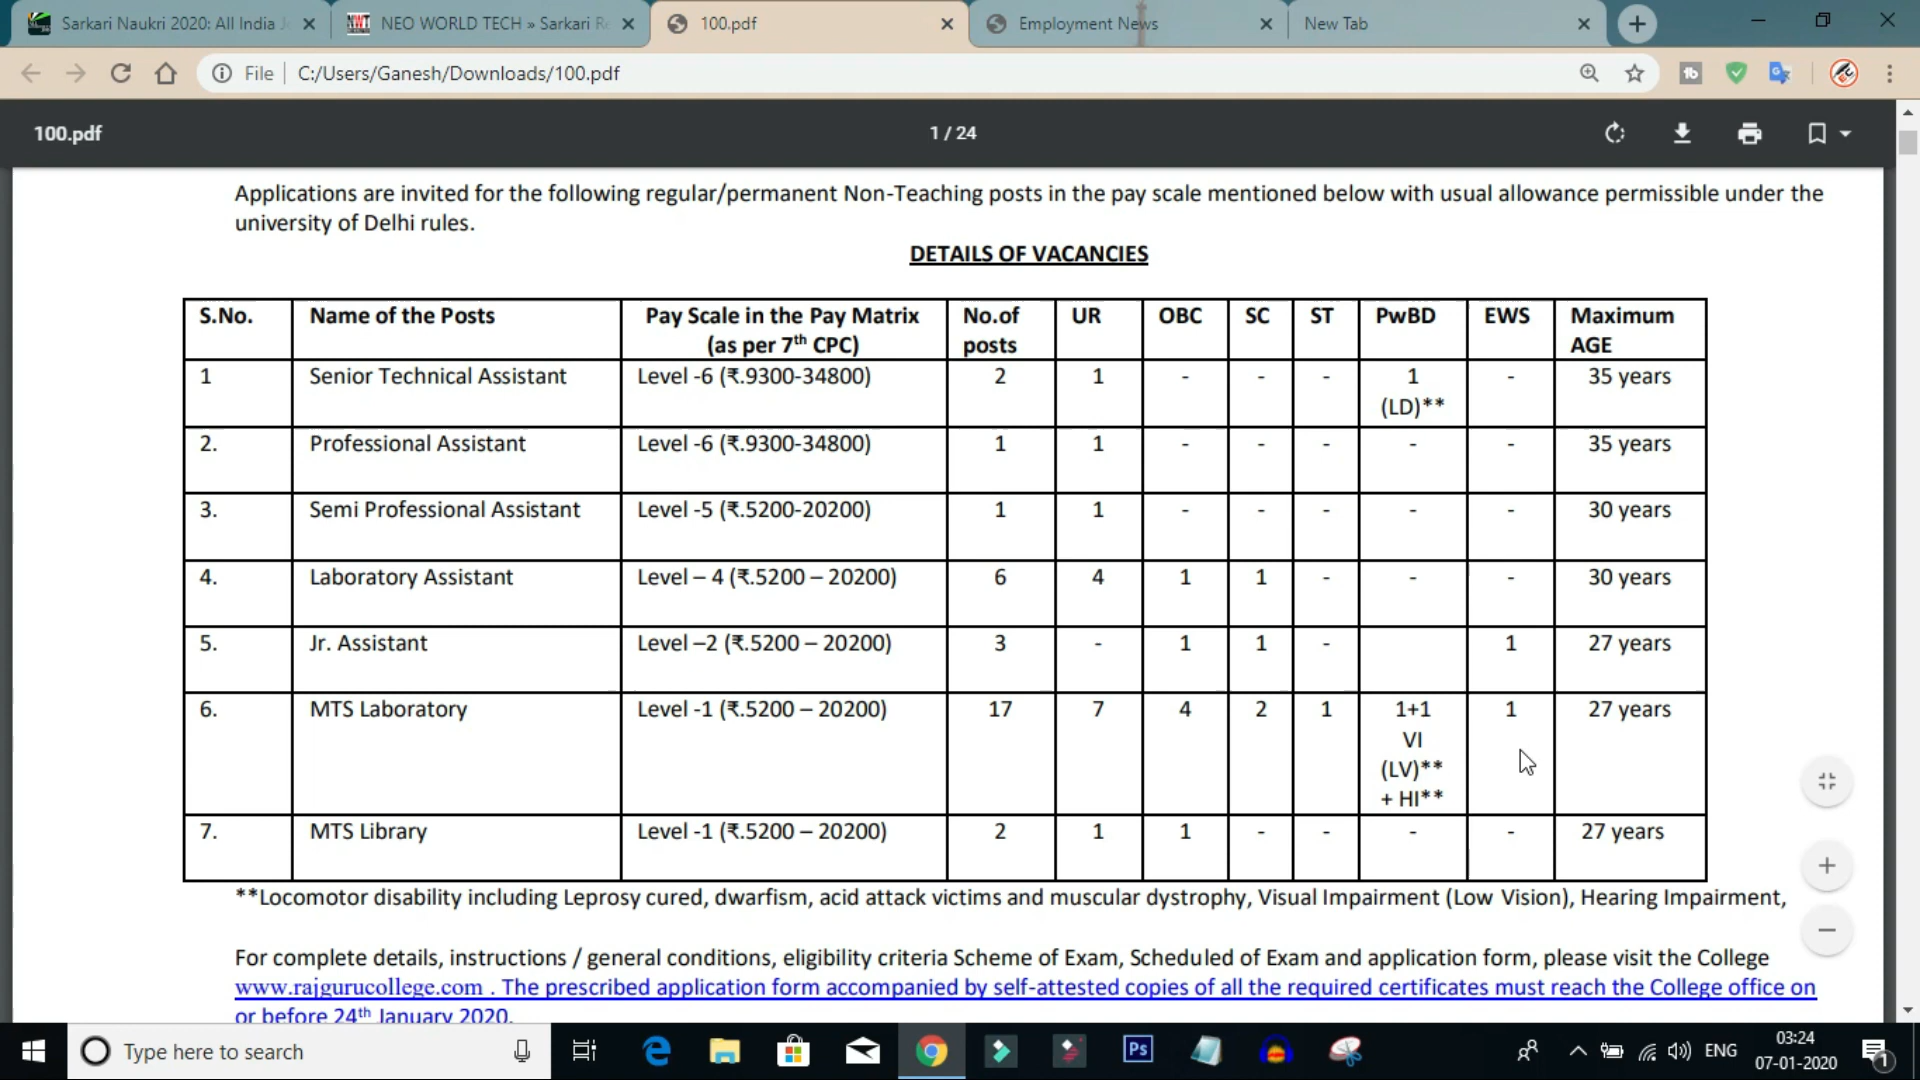 Sarkari Naukri 2020: All India J
NEO WORLD TECH » Sarkari Re
100.pdf
Employment News
New Tab
File
C:/Users/Ganesh/Downloads/100.pdf
100.pdf
1 / 24
Applications are invited for the following regular/permanent Non-Teaching posts in the pay scale mentioned below with usual allowance permissible under the
university of Delhi rules.
DETAILS OF VACANCIES
S.No. Name of the Posts Pay Scale in the Pay Matrix (as per 7th CPC) No.of posts UR OBC SC ST PwBD EWS Maximum AGE
1 Senior Technical Assistant Level -6 (₹.9300-34800) 2 1 - - - 1 (LD)** - 35 years
2. Professional Assistant Level -6 (₹.9300-34800) 1 1 - - - - - 35 years
3. Semi Professional Assistant Level -5 (₹.5200-20200) 1 1 - - - - - 30 years
4. Laboratory Assistant Level – 4 (₹.5200 – 20200) 6 4 1 1 - - - 30 years
5. Jr. Assistant Level –2 (₹.5200 – 20200) 3 - 1 1 - 1 27 years
6. MTS Laboratory Level -1 (₹.5200 – 20200) 17 7 4 2 1 1+1 VI (LV)** + HI** 1 27 years
7. MTS Library Level -1 (₹.5200 – 20200) 2 1 1 - - - - 27 years
**Locomotor disability including Leprosy cured, dwarfism, acid attack victims and muscular dystrophy, Visual Impairment (Low Vision), Hearing Impairment,
For complete details, instructions / general conditions, eligibility criteria Scheme of Exam, Scheduled of Exam and application form, please visit the College
www.rajgurucollege.com . The prescribed application form accompanied by self-attested copies of all the required certificates must reach the College office on
or before 24th January 2020.
Type here to search
Ps
ENG
03:24
07-01-2020
1